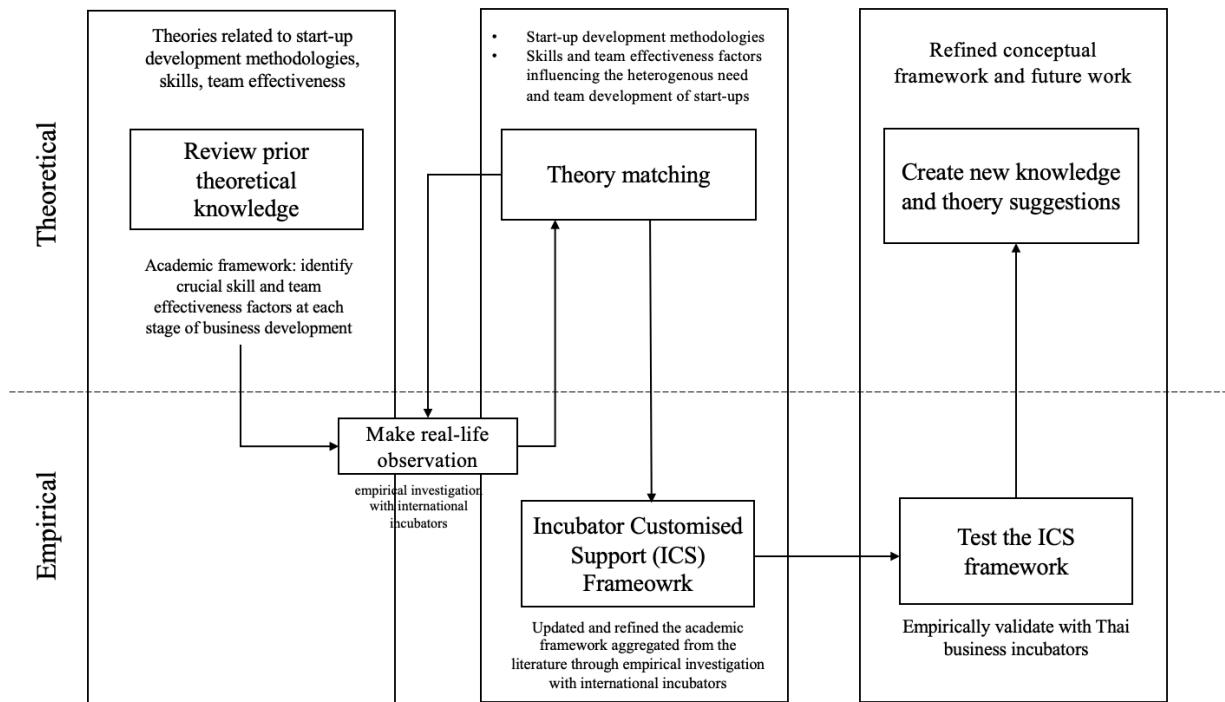 Theories related to start-up
development methodologies,
skills, team effectiveness
Review prior
theoretical
knowledge
Academic framework: identify
crucial skill and team
effectiveness factors at each
stage of business development
• Start-up development methodologies
• Skills and team effectiveness factors
influencing the heterogenous need
and team development of start-ups
Theory matching
Refined conceptual
framework and future work
Create new knowledge
and thoery suggestions
Theoretical
Make real-life
observation
empirical investigation
with international
incubators
Incubator Customised
Support (ICS)
Frameowrk
Updated and refined the academic
framework aggregated from the
literature through empirical investigation
with international incubators
Test the ICS
framework
Empirically validate with Thai
business incubators
Empirical